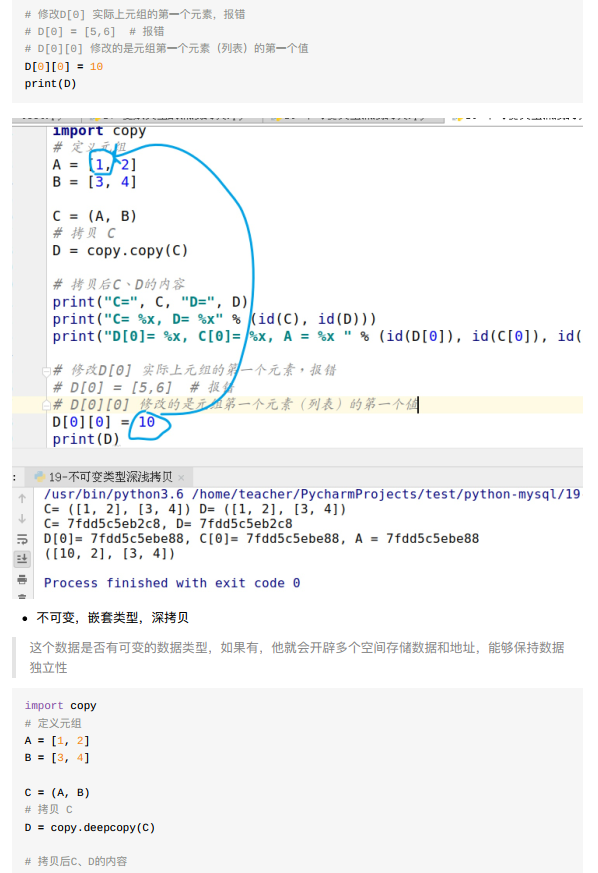 # 修改D[0] 实际上元组的第一个元素，报错
# D[0] = [5,6]  # 报错
# D[0][0] 修改的是元组第一个元素（列表）的第一个值
D[0][0] = 10
print(D)
import copy
# 定义元组
A = [1, 2]
B = [3, 4]
C = (A, B)
# 拷贝 C
D = copy.copy(C)
# 拷贝后C、D的内容
print("C=", C, "D=", D)
print("C= %x, D= %x" % (id(C), id(D)))
print("D[0]= %x, C[0]= %x, A = %x " % (id(D[0]), id(C[0]), id(
# 修改D[0] 实际上元组的第一个元素，报错
# D[0] = [5,6]  # 报错
# D[0][0] 修改的是元组第一个元素（列表）的第一个值
D[0][0] = 10
print(D)
: 19-不可变类型深浅拷贝 ×
/usr/bin/python3.6 /home/teacher/PycharmProjects/test/python-mysql/19
C= ([1, 2], [3, 4]) D= ([1, 2], [3, 4])
C= 7fdd5c5eb2c8, D= 7fdd5c5eb2c8
D[0]= 7fdd5c5ebe88, C[0]= 7fdd5c5ebe88, A = 7fdd5c5ebe88
([10, 2], [3, 4])
Process finished with exit code 0
• 不可变，嵌套类型，深拷贝
这个数据是否有可变的数据类型，如果有，他就会开辟多个空间存储数据和地址，能够保持数据
独立性
import copy
# 定义元组
A = [1, 2]
B = [3, 4]
C = (A, B)
# 拷贝 C
D = copy.deepcopy(C)
# 拷贝后C、D的内容